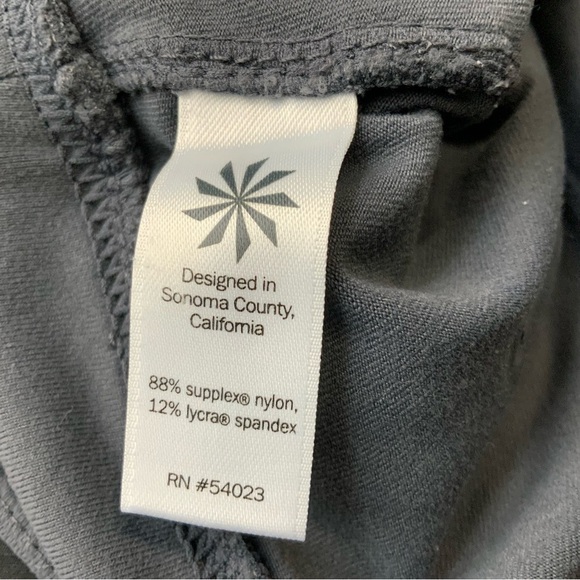 Designed in
Sonoma County,
California
88% supplex® nylon,
12% lycra® spandex
RN #54023